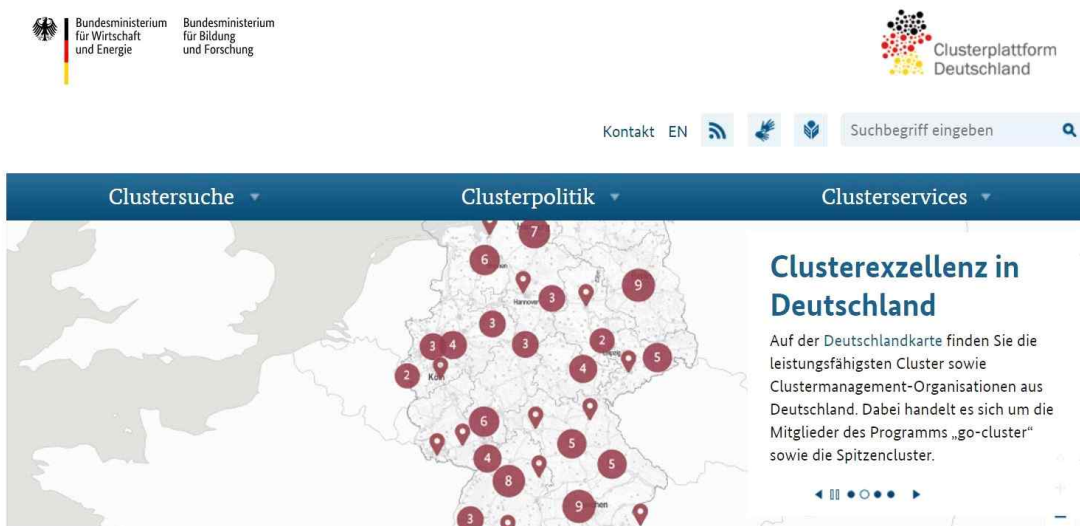 Bundesministerium
für Wirtschaft
und Energie
Bundesministerium
für Bildung
und Forschung
Clusterplattform
Deutschland
Kontakt EN Suchbegriff eingeben
Clustersuche Clusterpolitik Clusterservices
7
6
9
Hannover 3
3
3 4 3 2
5
2 Köln 4
6
5
4 5
8
9
3
Clusterexzellenz in
Deutschland
Auf der Deutschlandkarte finden Sie die
leistungsfähigsten Cluster sowie
Clustermanagement-Organisationen aus
Deutschland. Dabei handelt es sich um die
Mitglieder des Programms „go-cluster“
sowie die Spitzencluster.